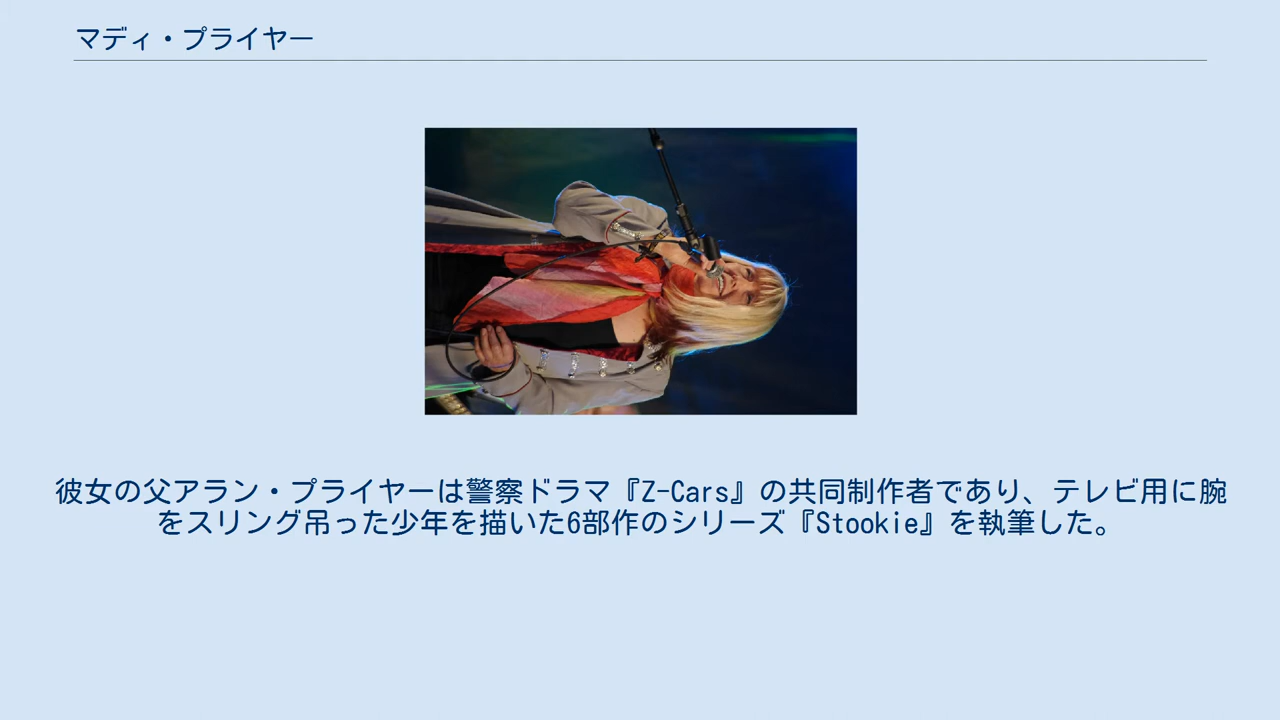 マディ・プライヤー
彼女の父アラン・プライヤーは警察ドラマ『Z-Cars』の共同制作者であり、テレビ用に腕
をスリング吊った少年を描いた6部作のシリーズ『Stookie』を執筆した。